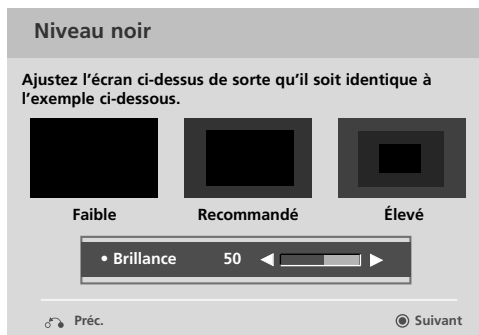 Niveau noir
Ajustez l'écran ci-dessus de sorte qu'il soit identique à
l'exemple ci-dessous.
Faible Recommandé Élevé
• Brillance 50
Préc. Suivant